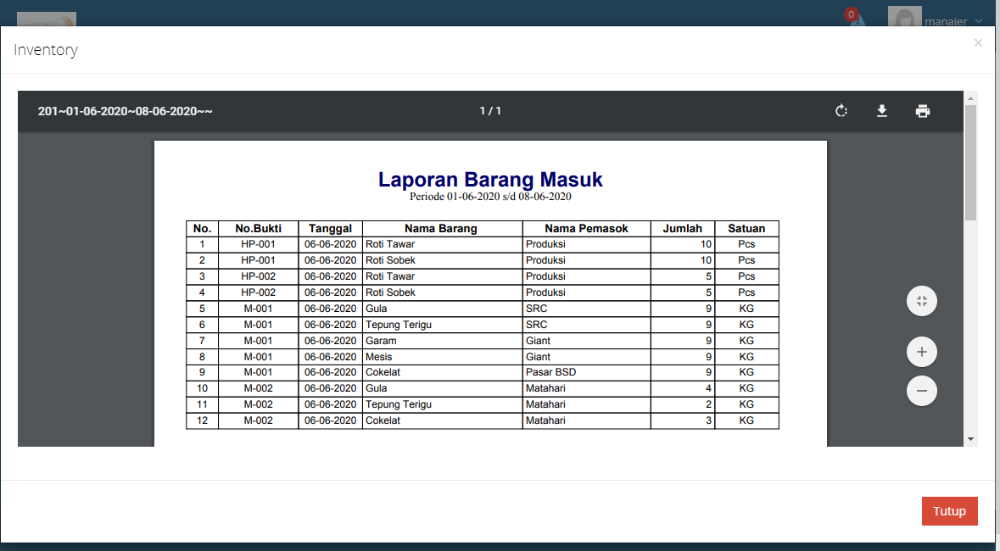 0
manajer
Inventory
×
201~01-06-2020~08-06-2020~~
1 / 1
Laporan Barang Masuk
Periode 01-06-2020 s/d 08-06-2020
No. No.Bukti Tanggal Nama Barang Nama Pemasok Jumlah Satuan
1 HP-001 06-06-2020 Roti Tawar Produksi 10 Pcs
2 HP-001 06-06-2020 Roti Sobek Produksi 10 Pcs
3 HP-002 06-06-2020 Roti Tawar Produksi 5 Pcs
4 HP-002 06-06-2020 Roti Sobek Produksi 5 Pcs
5 M-001 06-06-2020 Gula SRC 9 KG
6 M-001 06-06-2020 Tepung Terigu SRC 9 KG
7 M-001 06-06-2020 Garam Giant 9 KG
8 M-001 06-06-2020 Mesis Giant 9 KG
9 M-001 06-06-2020 Cokelat Pasar BSD 9 KG
10 M-002 06-06-2020 Gula Matahari 4 KG
11 M-002 06-06-2020 Tepung Terigu Matahari 2 KG
12 M-002 06-06-2020 Cokelat Matahari 3 KG
Tutup